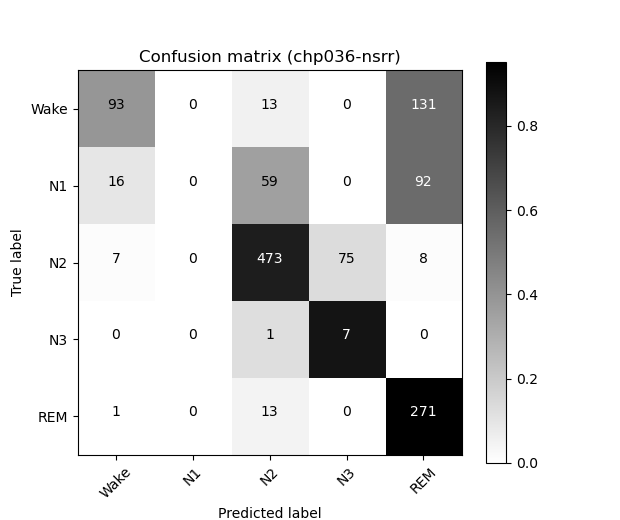 Confusion matrix (chp036-nsrr)
Wake 93 0 13 0 131
N1 16 0 59 0 92
N2 7 0 473 75 8
N3 0 0 1 7 0
REM 1 0 13 0 271
Wake N1 N2 N3 REM
Predicted label
True label
0.8
0.6
0.4
0.2
0.0